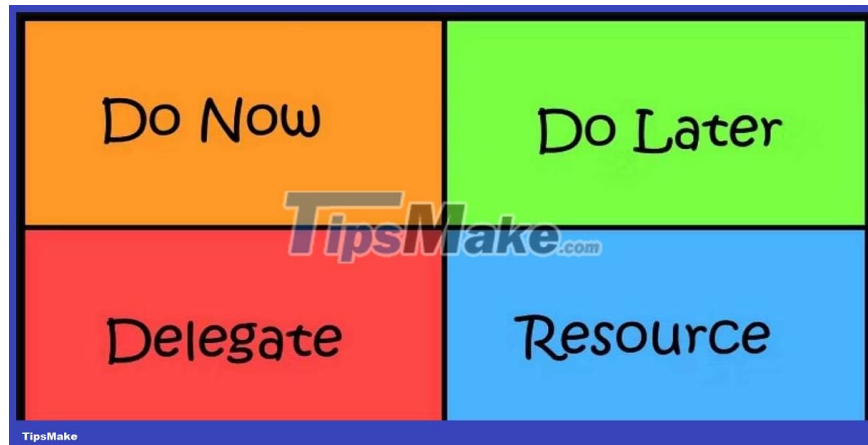 Do Now
Do Later
TipsMake.com
Delegate
Resource
TipsMake